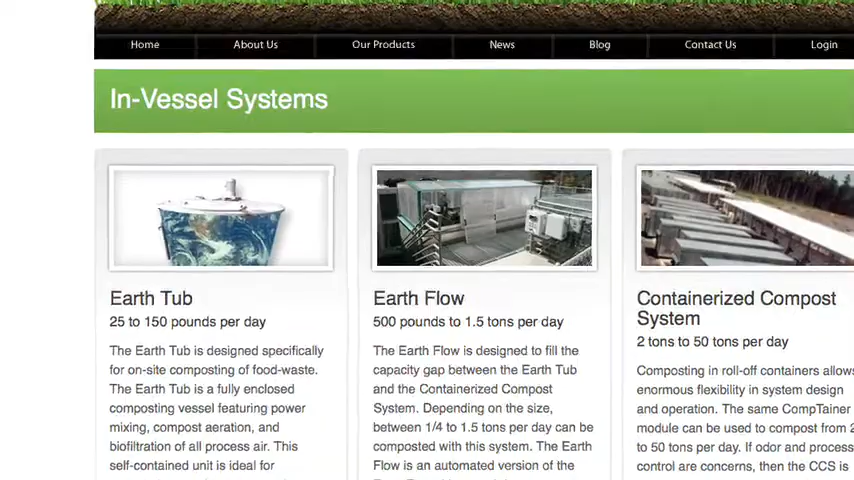 Home About Us Our Products News Blog Contact Us Login
In-Vessel Systems
Earth Tub
25 to 150 pounds per day
The Earth Tub is designed specifically
for on-site composting of food-waste.
The Earth Tub is a fully enclosed
composting vessel featuring power
mixing, compost aeration, and
biofiltration of all process air. This
self-contained unit is ideal for
Earth Flow
500 pounds to 1.5 tons per day
The Earth Flow is designed to fill the
capacity gap between the Earth Tub
and the Containerized Compost
System. Depending on the size,
between 1/4 to 1.5 tons per day can be
composted with this system. The Earth
Flow is an automated version of the
Containerized Compost
System
2 tons to 50 tons per day
Composting in roll-off containers allows
enormous flexibility in system design
and operation. The same CompTainer
module can be used to compost from 2
to 50 tons per day. If odor and process
control are concerns, then the CCS is